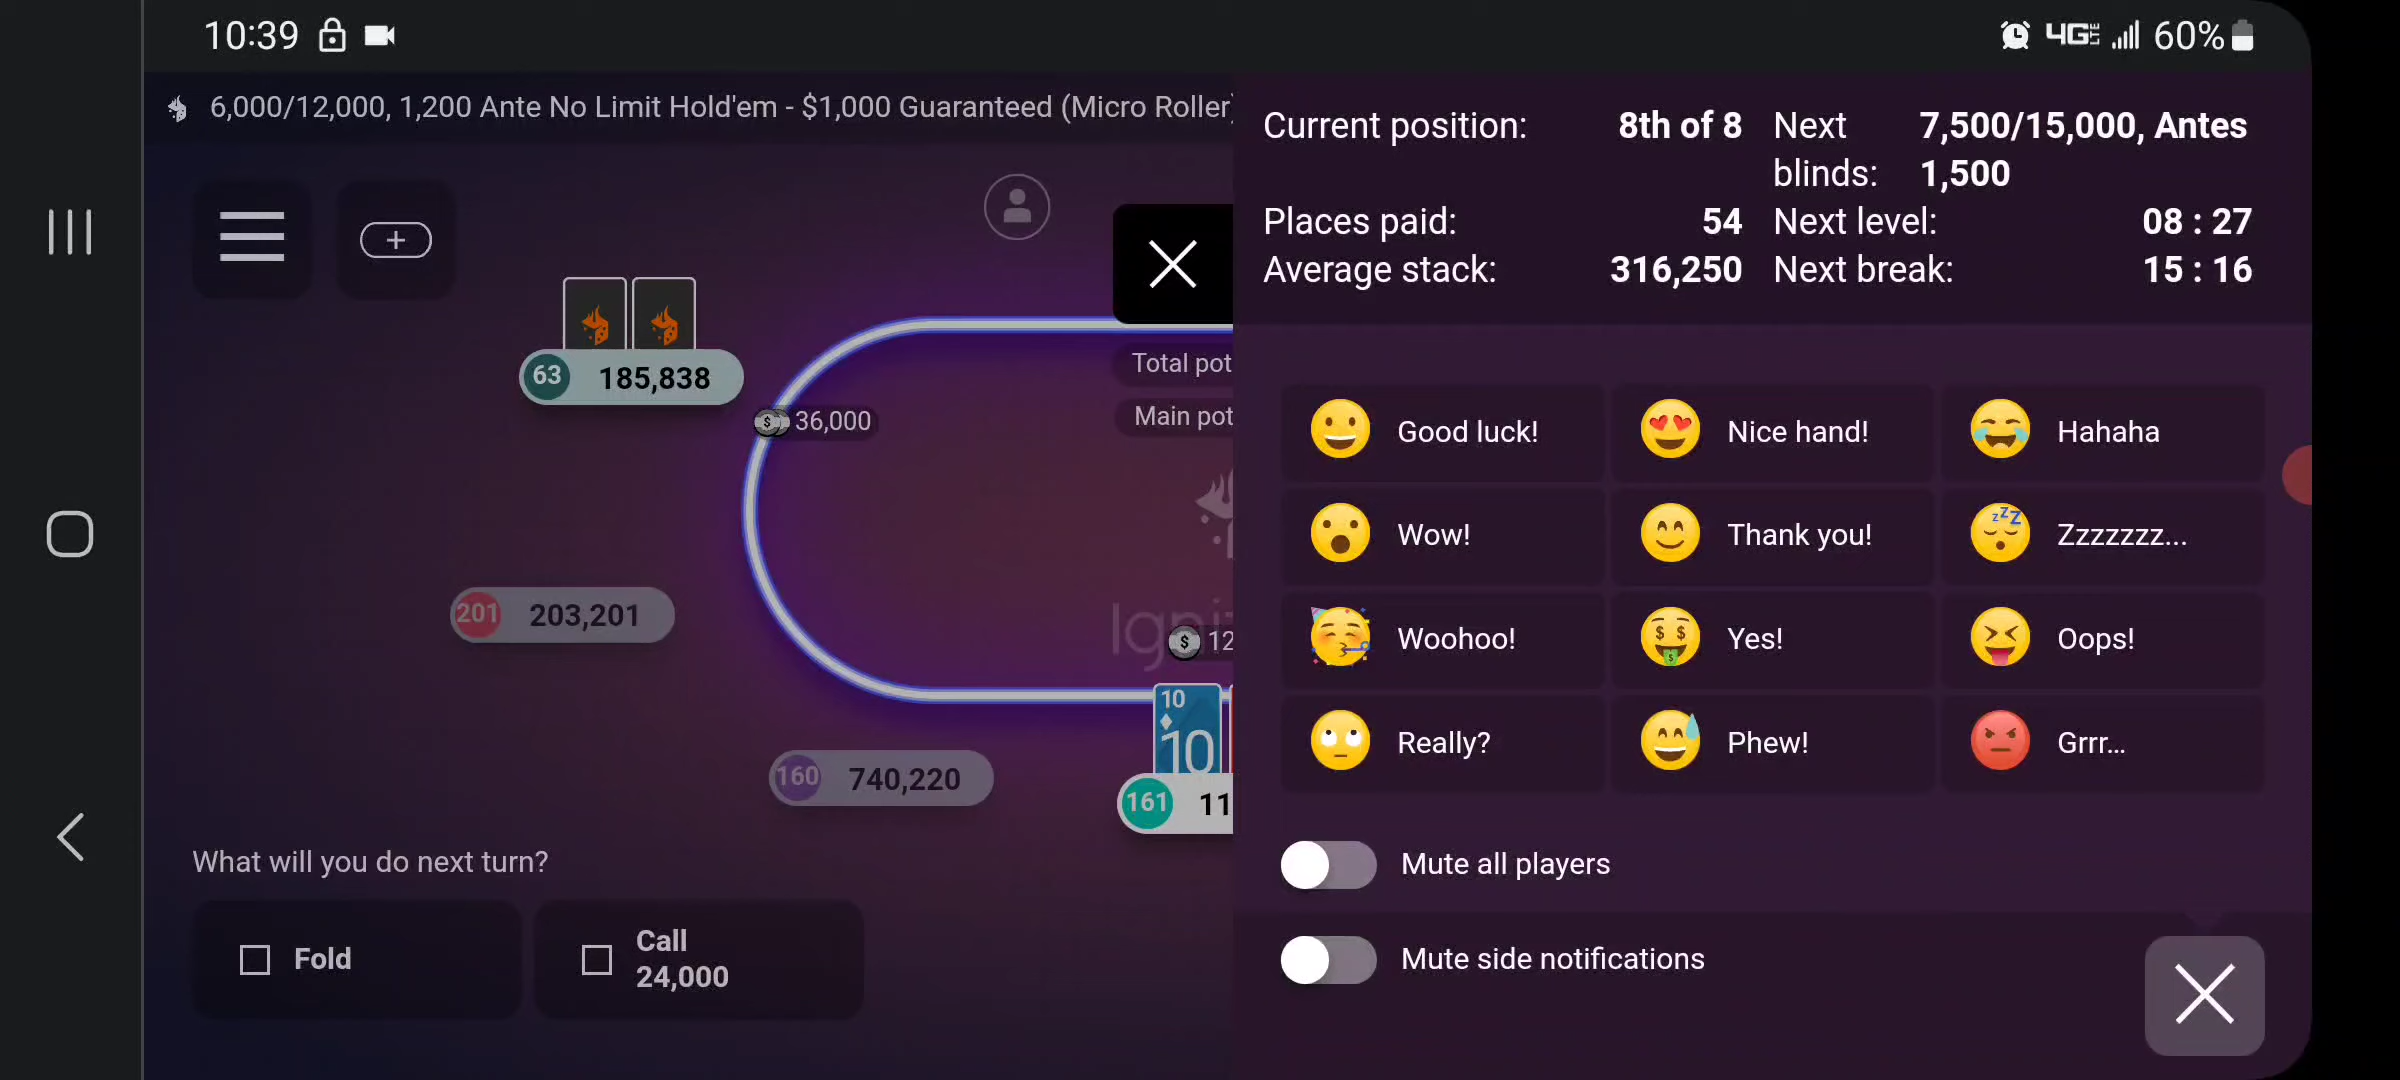 10:39
4G LTE 60%
6,000/12,000, 1,200 Ante No Limit Hold'em - $1,000 Guaranteed (Micro Roller)
Current position: 8th of 8
Next blinds: 7,500/15,000, Antes 1,500
Places paid: 54
Next level: 08 : 27
Average stack: 316,250
Next break: 15 : 16
63 185,838
36,000
Total pot
Main pot
201 203,201
12
10
10
160 740,220
161 11
What will you do next turn?
Fold
Call
24,000
Good luck!
Nice hand!
Hahaha
Wow!
Thank you!
Zzzzzzz...
Woohoo!
Yes!
Oops!
Really?
Phew!
Grrr...
Mute all players
Mute side notifications